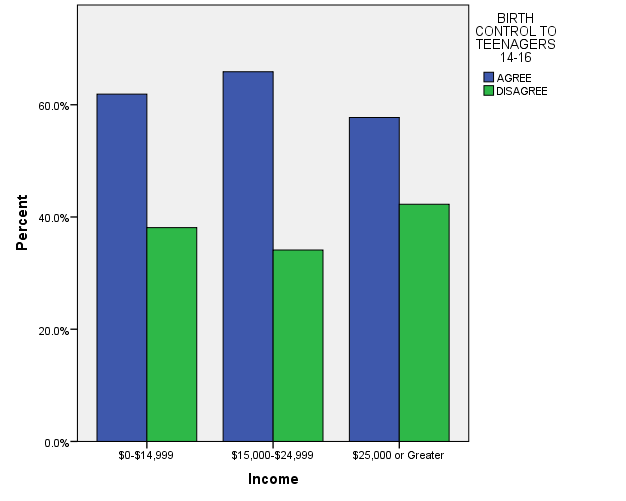 BIRTH
CONTROL TO
TEENAGERS
14-16
AGREE
DISAGREE
Percent
60.0%
40.0%
20.0%
0.0%
$0-$14,999
$15,000-$24,999
$25,000 or Greater
Income